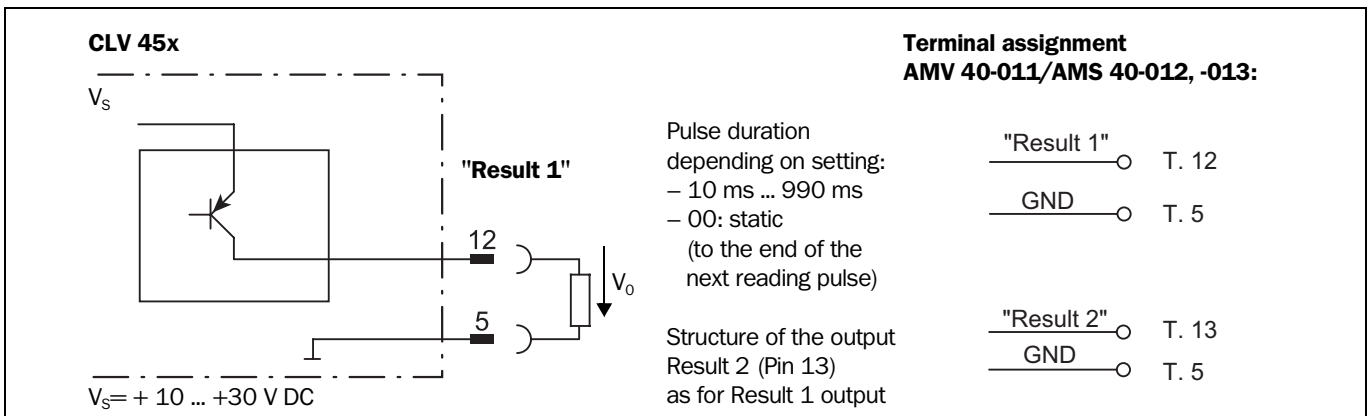 CLV 45x
V_S
"Result 1"
12
5
V_0
V_S= + 10 ... +30 V DC
Pulse duration
depending on setting:
– 10 ms ... 990 ms
– 00: static
(to the end of the
next reading pulse)
Structure of the output
Result 2 (Pin 13)
as for Result 1 output
Terminal assignment
AMV 40-011/AMS 40-012, -013:
"Result 1" T. 12
GND T. 5
"Result 2" T. 13
GND T. 5